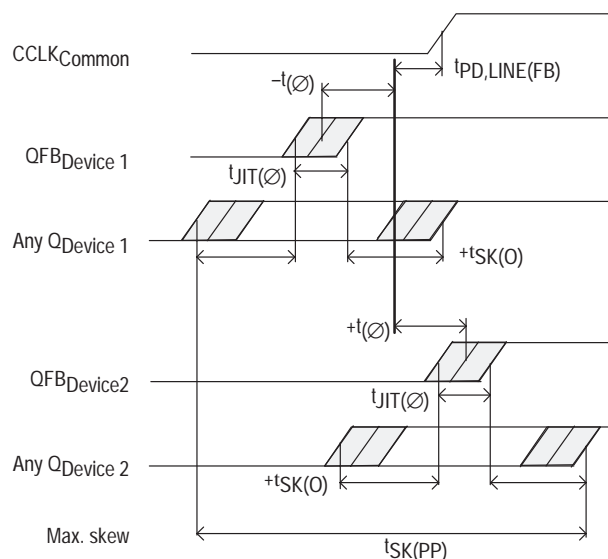 CCLKCommon
tPD,LINE(FB)
–t(∅)
QFBDevice 1
tJIT(∅)
Any QDevice 1
+tSK(O)
+t(∅)
QFBDevice2
tJIT(∅)
Any QDevice 2
+tSK(O)
Max. skew
tSK(PP)